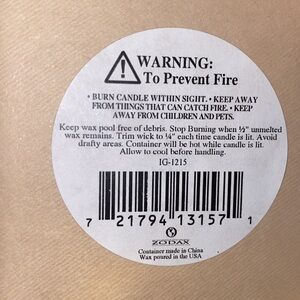 WARNING:
To Prevent Fire
• BURN CANDLE WITHIN SIGHT. • KEEP AWAY
FROM THINGS THAT CAN CATCH FIRE. • KEEP
AWAY FROM CHILDREN AND PETS.
Keep wax pool free of debris. Stop Burning when ½" unmelted
wax remains. Trim wick to ¼" each time candle is lit. Avoid
drafty areas. Container will be hot while candle is lit.
Allow to cool before handling.
IG-1215
7 21794 13157 1
ZODAX
Container made in China
Wax poured in the USA